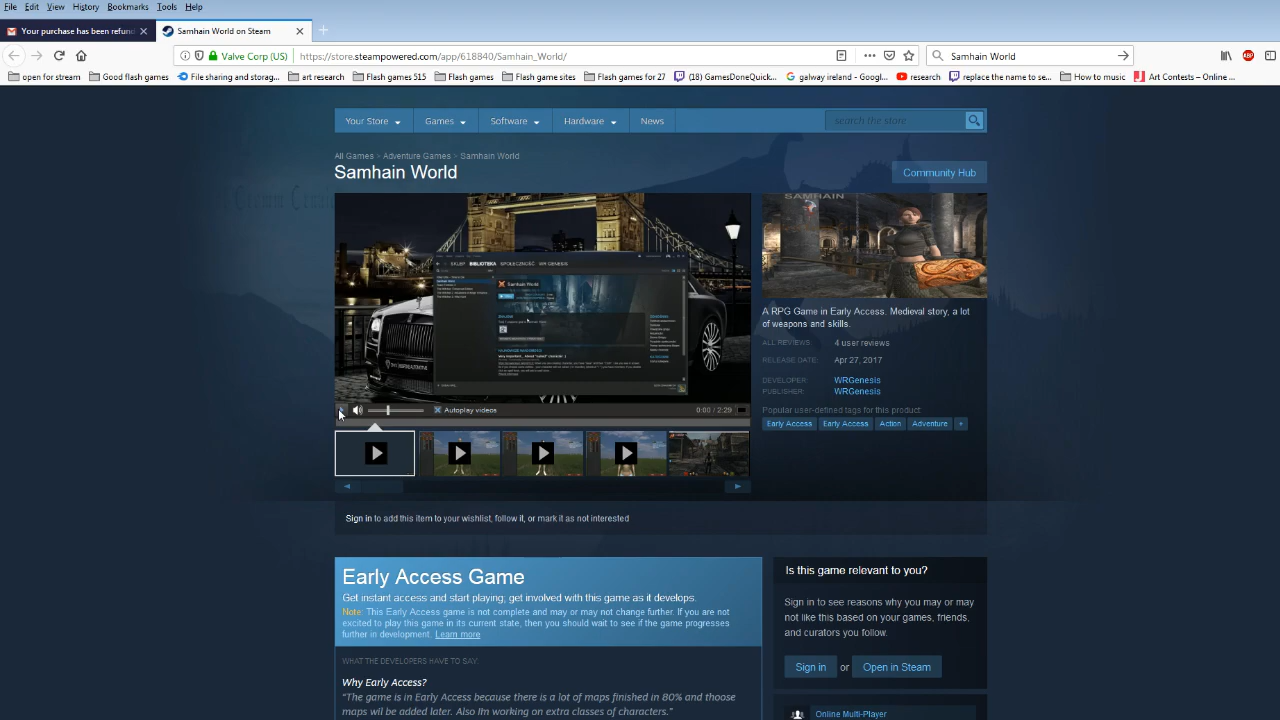 File Edit View History Bookmarks Tools Help
Your purchase has been refun
Samhain World on Steam
Valve Corp (US) https://store.steampowered.com/app/618840/Samhain_World/
Samhain World
open for stream Good flash games File sharing and storag... art research Flash games 515 Flash games Flash game sites Flash games for 27 (18) GamesDoneQuick... galway ireland - Googl... research replace the name to se... How to music Art Contests – Online ...
Your Store Games Software Hardware News search the store
All Games > Adventure Games > Samhain World
Samhain World
Community Hub
SKLEP BIBLIOTEKA SPOŁECZNOŚĆ WR GENESIS
Samhain World
SAMHAIN
A RPG Game in Early Access. Medieval story, a lot
of weapons and skills.
ALL REVIEWS: 4 user reviews
RELEASE DATE: Apr 27, 2017
DEVELOPER: WRGenesis
PUBLISHER: WRGenesis
Popular user-defined tags for this product:
Early Access Early Access Action Adventure +
Autoplay videos 0:00 / 2:29
Sign in to add this item to your wishlist, follow it, or mark it as not interested
Early Access Game
Get instant access and start playing; get involved with this game as it develops.
Note: This Early Access game is not complete and may or may not change further. If you are
not excited to play this game in its current state, then you should wait to see if the game progresses
further in development. Learn more
WHAT THE DEVELOPERS HAVE TO SAY:
Why Early Access?
“The game is in Early Access because there is a lot of maps finished in 80% and thoose
maps wil be added later. Also Im working on extra classes of characters.”
Is this game relevant to you?
Sign in to see reasons why you may or may
not like this based on your games, friends,
and curators you follow.
Sign in or Open in Steam
Online Multi-Player